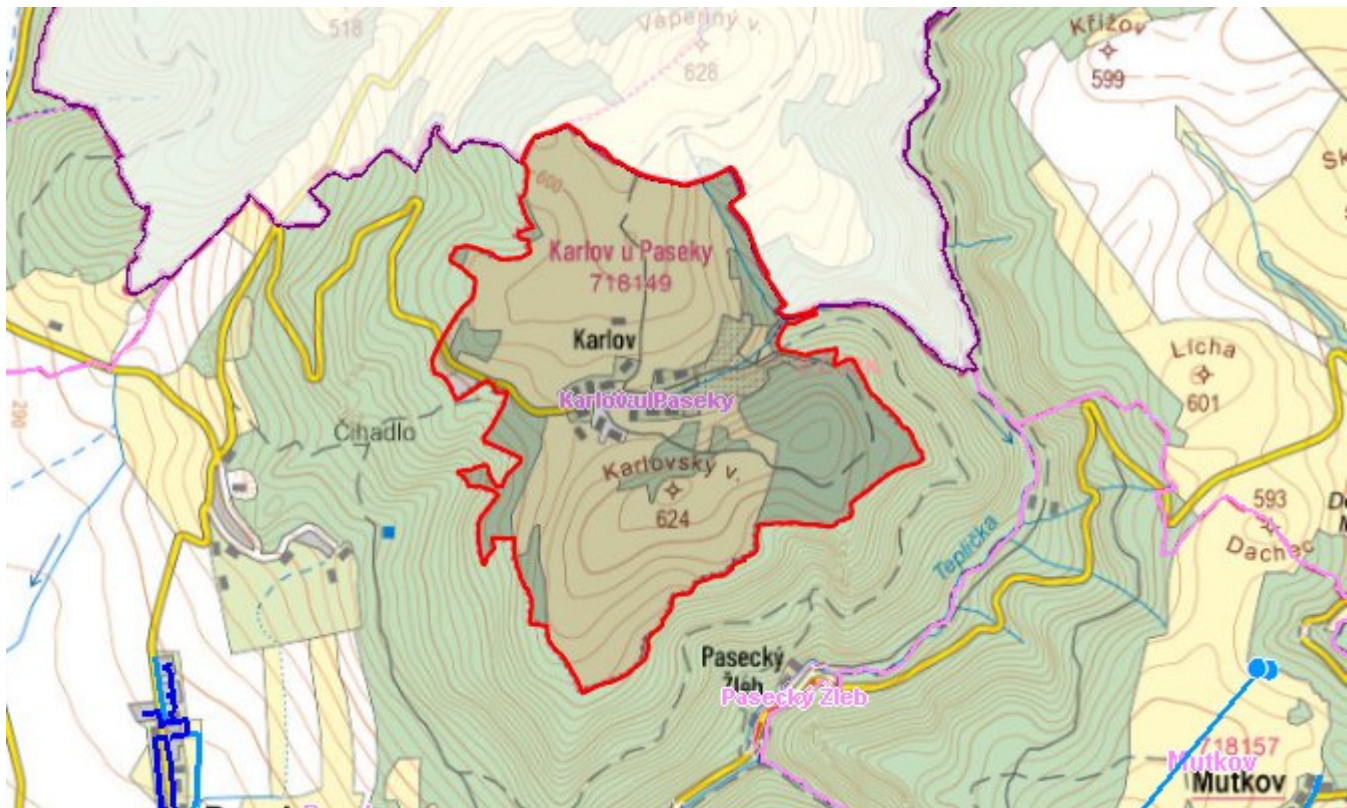 518
Vápenný v.
628
Křížov
599
600
Karlov u Paseky
718149
Karlov
Lícha
601
Karlov u Paseky
290
Čihadlo
Karlovský v.
624
593
Dachec
Teplička
Pasecký
Žleb
Pasecký Žleb
718157
Mutkov
Mutkov